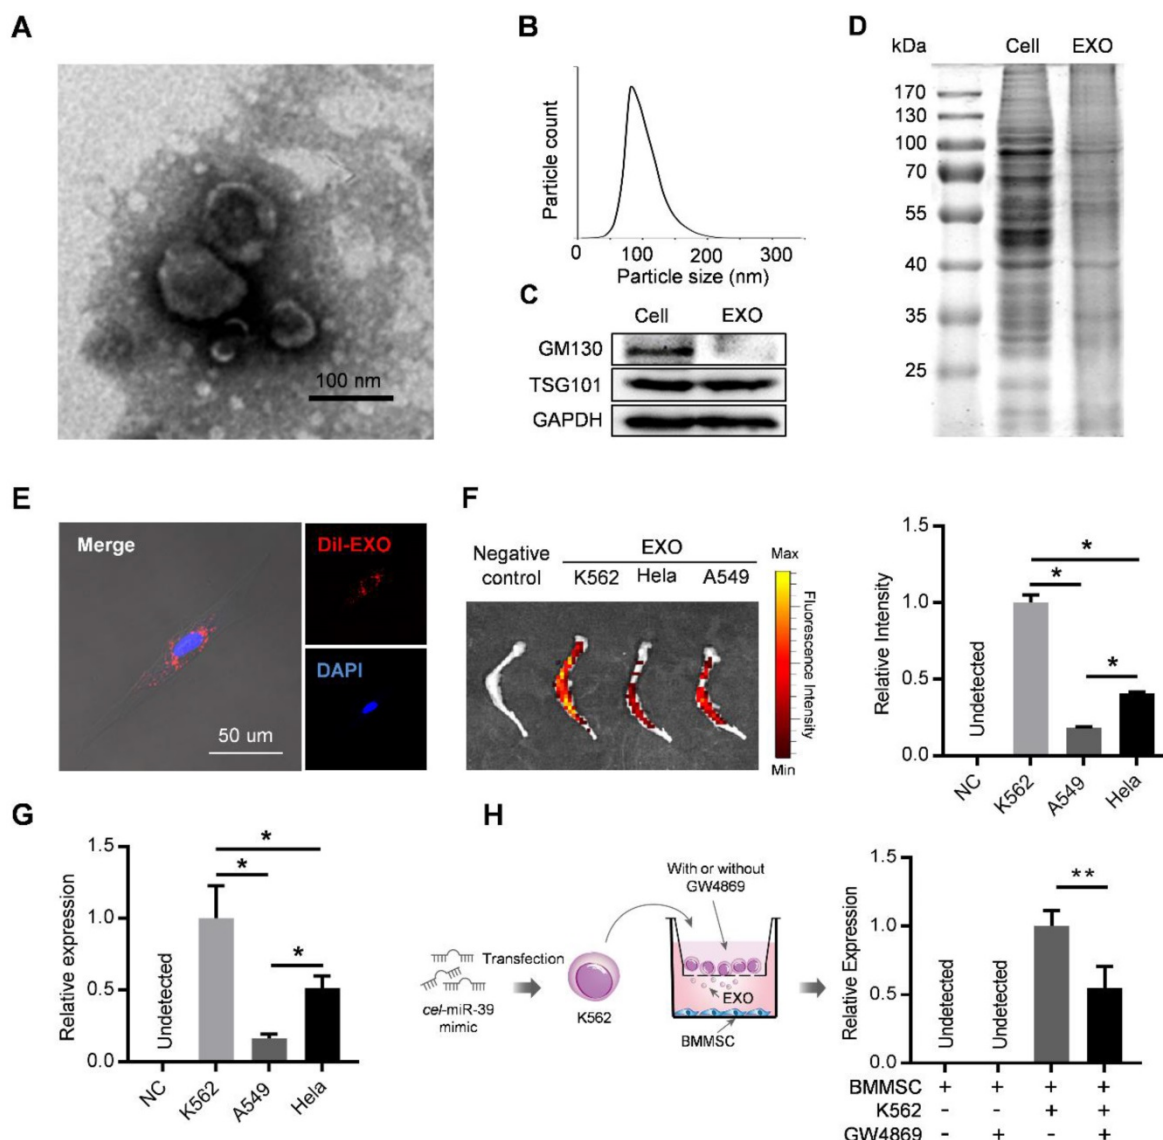 A
100 nm
B
Particle count
0 100 200 300
Particle size (nm)
C
Cell EXO
GM130
TSG101
GAPDH
D
kDa Cell EXO
170
130
100
70
55
40
35
25
E
Merge
DiI-EXO
DAPI
50 um
F
Negative
control
EXO
K562 Hela A549
Max
Fluorescence Intensity
Min
Relative Intensity
1.5
1.0
0.5
0.0
Undetected
* * *
NC K562 A549 Hela
G
Relative expression
1.5
1.0
0.5
0.0
Undetected
* * *
NC K562 A549 Hela
H
With or without
GW4869
Transfection
cel-miR-39
mimic
K562
EXO
BMMSC
Relative Expression
1.5
1.0
0.5
0.0
Undetected
Undetected
**
BMMSC + + + +
K562 - - + +
GW4869 - + - +